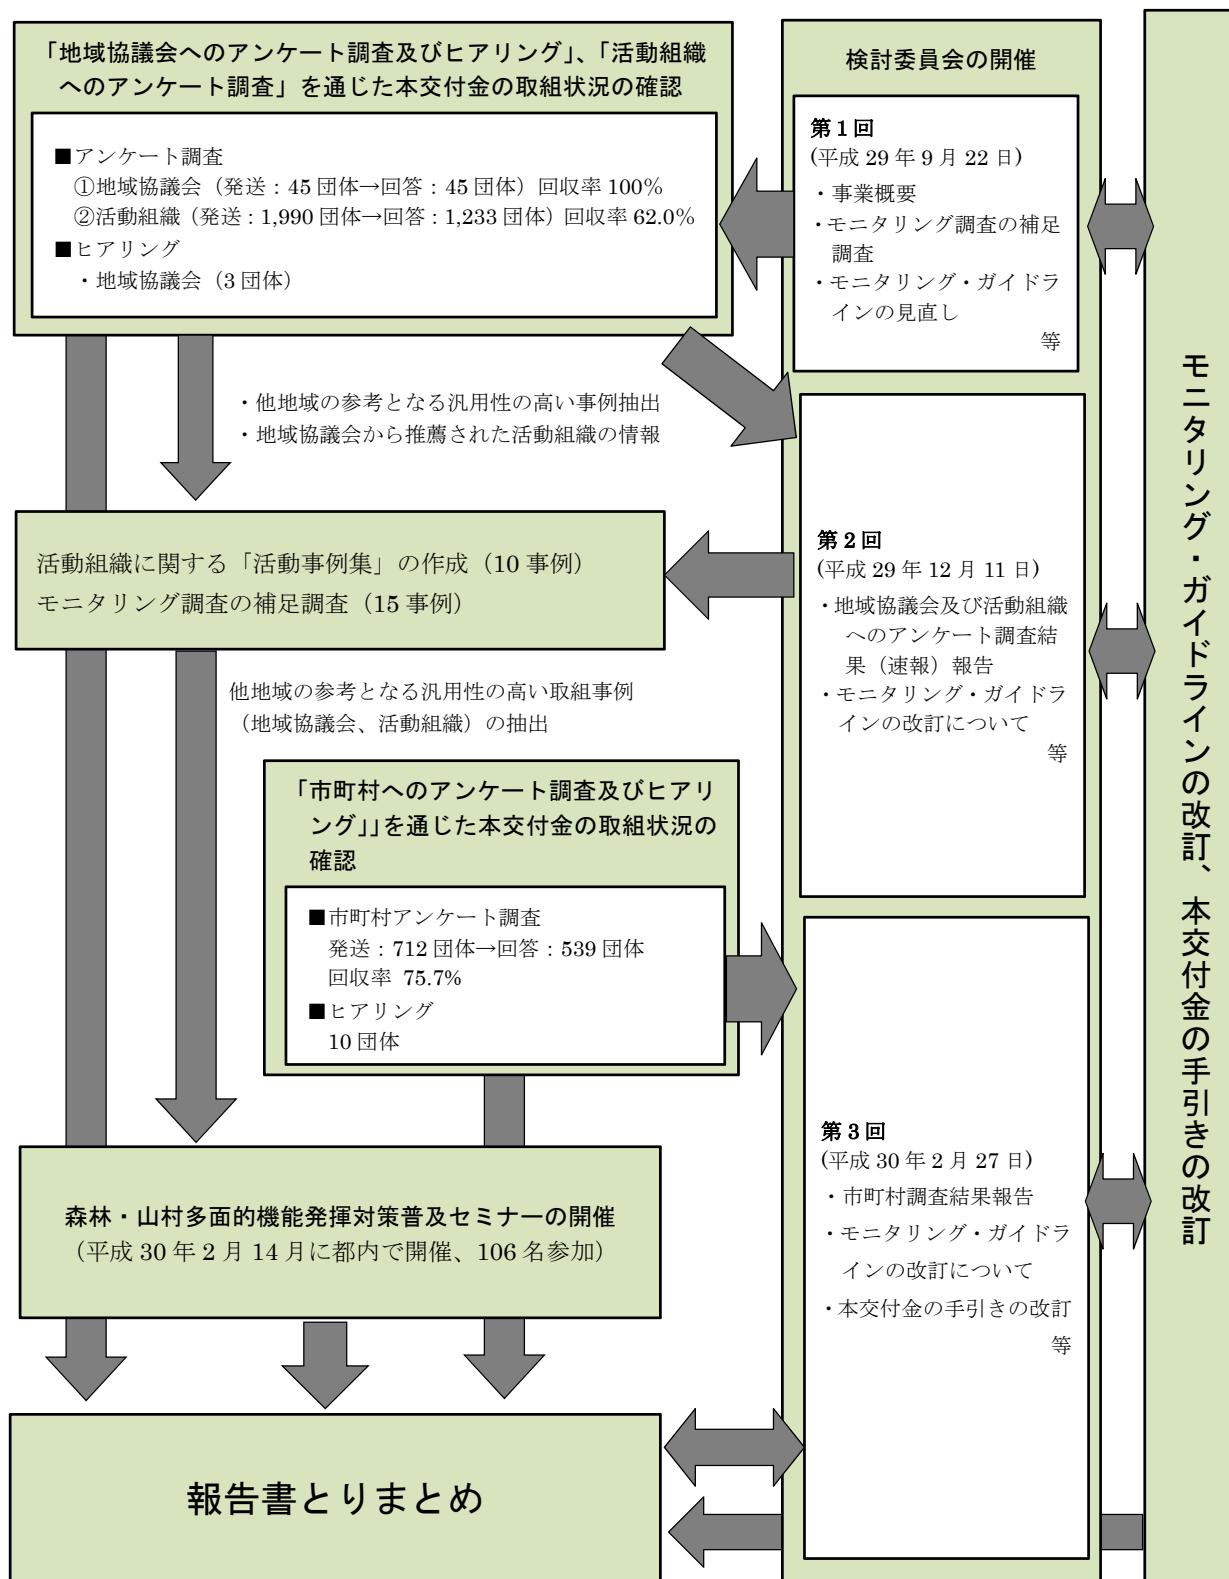 「地域協議会へのアンケート調査及びヒアリング」、「活動組織
へのアンケート調査」を通じた本交付金の取組状況の確認
■アンケート調査
①地域協議会（発送：45 団体→回答：45 団体）回収率 100%
②活動組織（発送：1,990 団体→回答：1,233 団体）回収率 62.0%
■ヒアリング
・地域協議会（3 団体）
・他地域の参考となる汎用性の高い事例抽出
・地域協議会から推薦された活動組織の情報
活動組織に関する「活動事例集」の作成（10 事例）
モニタリング調査の補足調査（15 事例）
他地域の参考となる汎用性の高い取組事例
（地域協議会、活動組織）の抽出
「市町村へのアンケート調査及びヒアリ
ング」」を通じた本交付金の取組状況の
確認
■市町村アンケート調査
発送：712 団体→回答：539 団体
回収率 75.7%
■ヒアリング
10 団体
森林・山村多面的機能発揮対策普及セミナーの開催
（平成 30 年 2 月 14 月に都内で開催、106 名参加）
報告書とりまとめ
検討委員会の開催
第１回
(平成 29 年 9 月 22 日)
・事業概要
・モニタリング調査の補足
調査
・モニタリング・ガイドラ
インの見直し
等
第２回
(平成 29 年 12 月 11 日)
・地域協議会及び活動組織
へのアンケート調査結
果（速報）報告
・モニタリング・ガイドラ
インの改訂について
等
第３回
(平成 30 年 2 月 27 日)
・市町村調査結果報告
・モニタリング・ガイドラ
インの改訂について
・本交付金の手引きの改訂
等
モニタリング・ガイドラインの改訂、本交付金の手引きの改訂